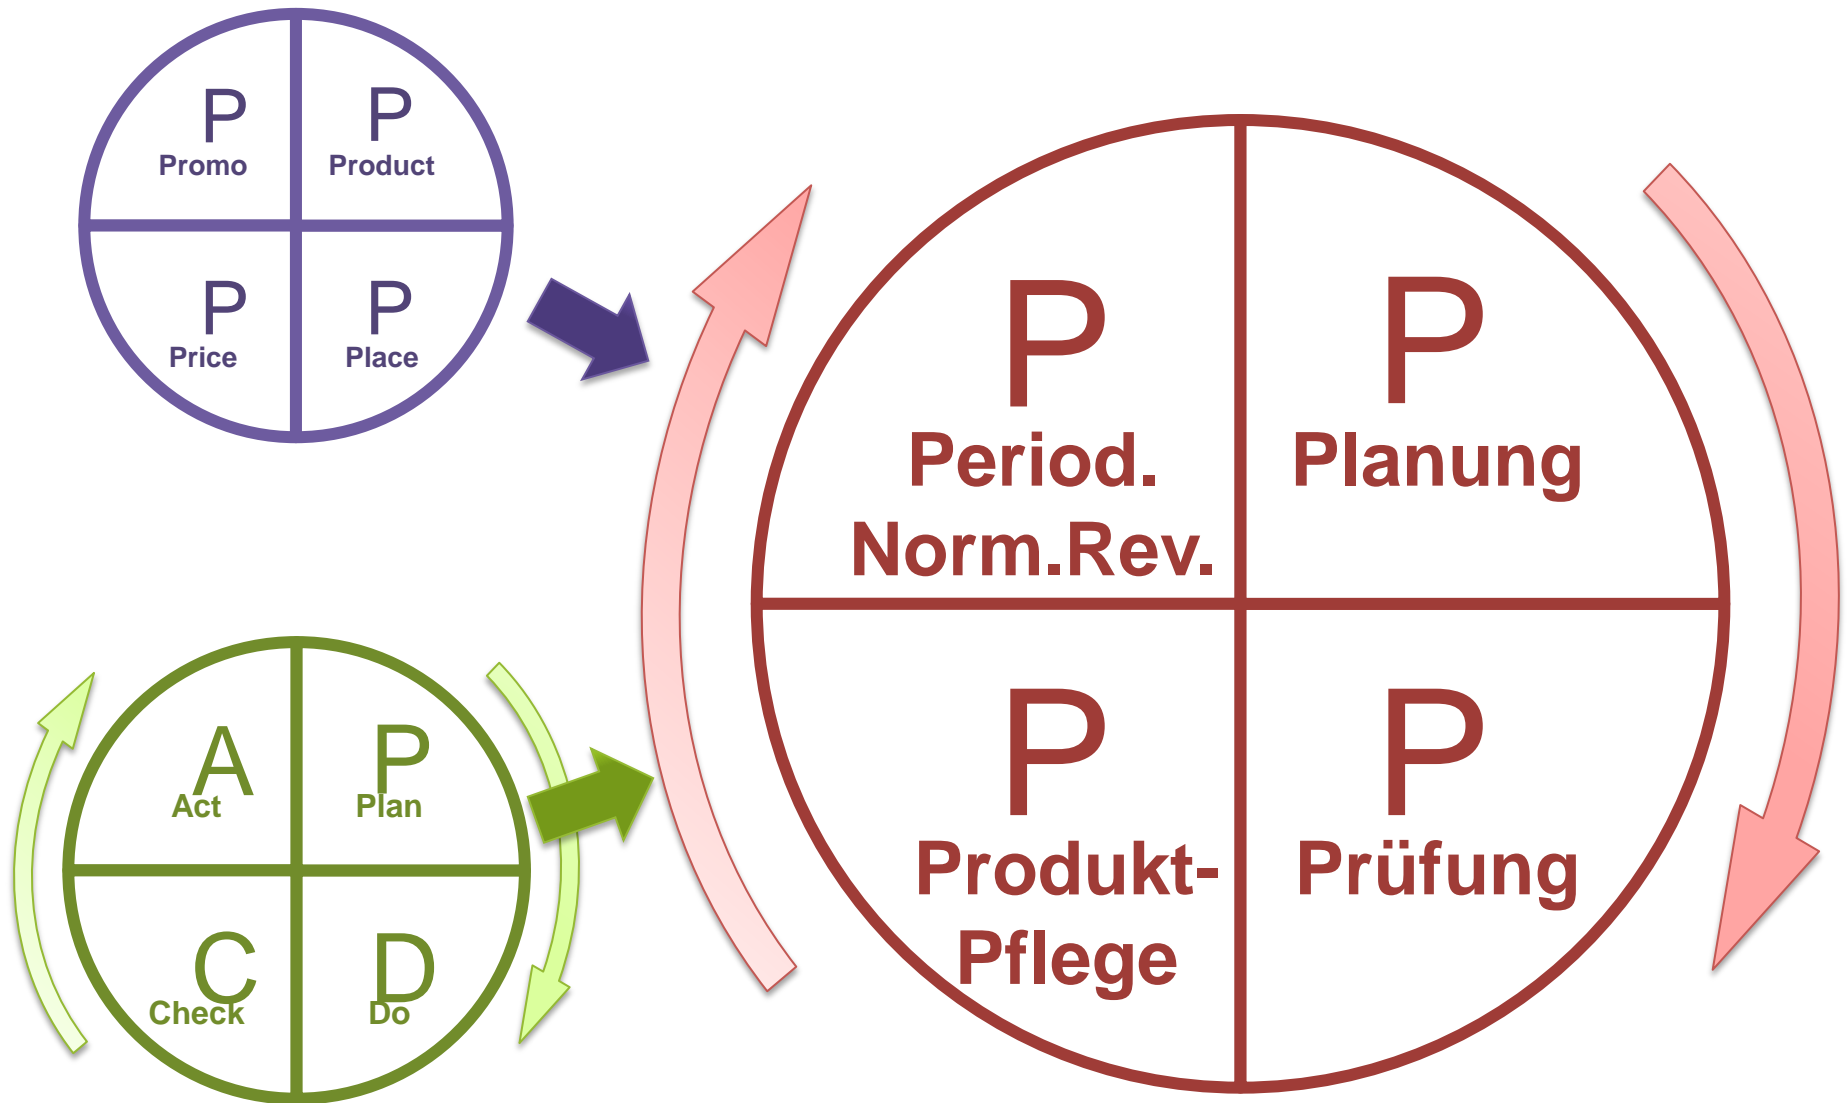 P
Promo
P
Product
P
Price
P
Place
A
Act
P
Plan
C
Check
D
Do
P
Period.
Norm.Rev.
P
Planung
P
Produkt-
Pflege
P
Prüfung